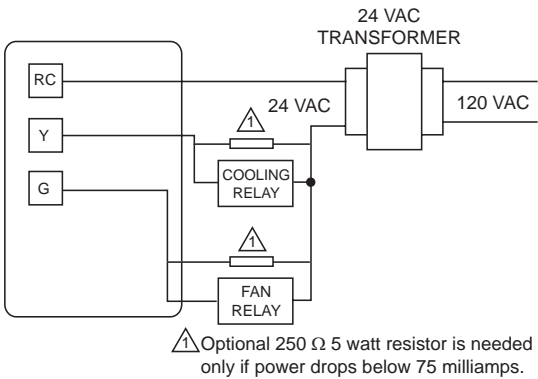 24 VAC
TRANSFORMER
RC
24 VAC
120 VAC
1
Y
COOLING
RELAY
G
1
FAN
RELAY
1 Optional 250 Ω 5 watt resistor is needed
only if power drops below 75 milliamps.